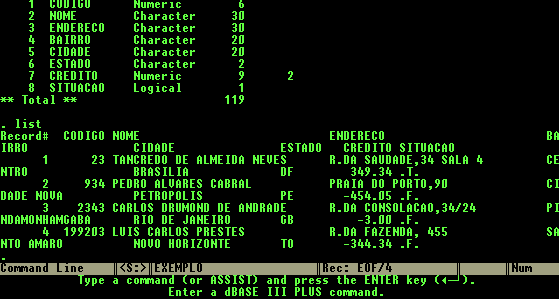 1 CODIGO Numeric 6
2 NOME Character 30
3 ENDERECO Character 30
4 BAIRRO Character 20
5 CIDADE Character 20
6 ESTADO Character 2
7 CREDITO Numeric 9 2
8 SITUACAO Logical 1
** Total ** 119
. list
Record# CODIGO NOME ENDERECO BA
IRRO CIDADE ESTADO CREDITO SITUACAO
1 23 TANCREDO DE ALMEIDA NEVES R.DA SAUDADE,34 SALA 4 CE
NTRO BRASILIA DF 349.34 .T.
2 934 PEDRO ALVARES CABRAL PRAIA DO PORTO,90 CI
DADE NOVA PETROPOLIS PE -454.05 .F.
3 2343 CARLOS DRUMOND DE ANDRADE R.DA CONSOLACAO,34/24 PI
NDAMONHAMGABA RIO DE JANEIRO GB -3.00 .F.
4 199203 LUIS CARLOS PRESTES R.DA FAZENDA, 455 SA
NTO AMARO NOVO HORIZONTE TO -344.34 .F.
.
Command Line |<S:>|EXEMPLO |Rec: EOF/4 | |Num
Type a command (or ASSIST) and press the ENTER key (◄─┘).
Enter a dBASE III PLUS command.